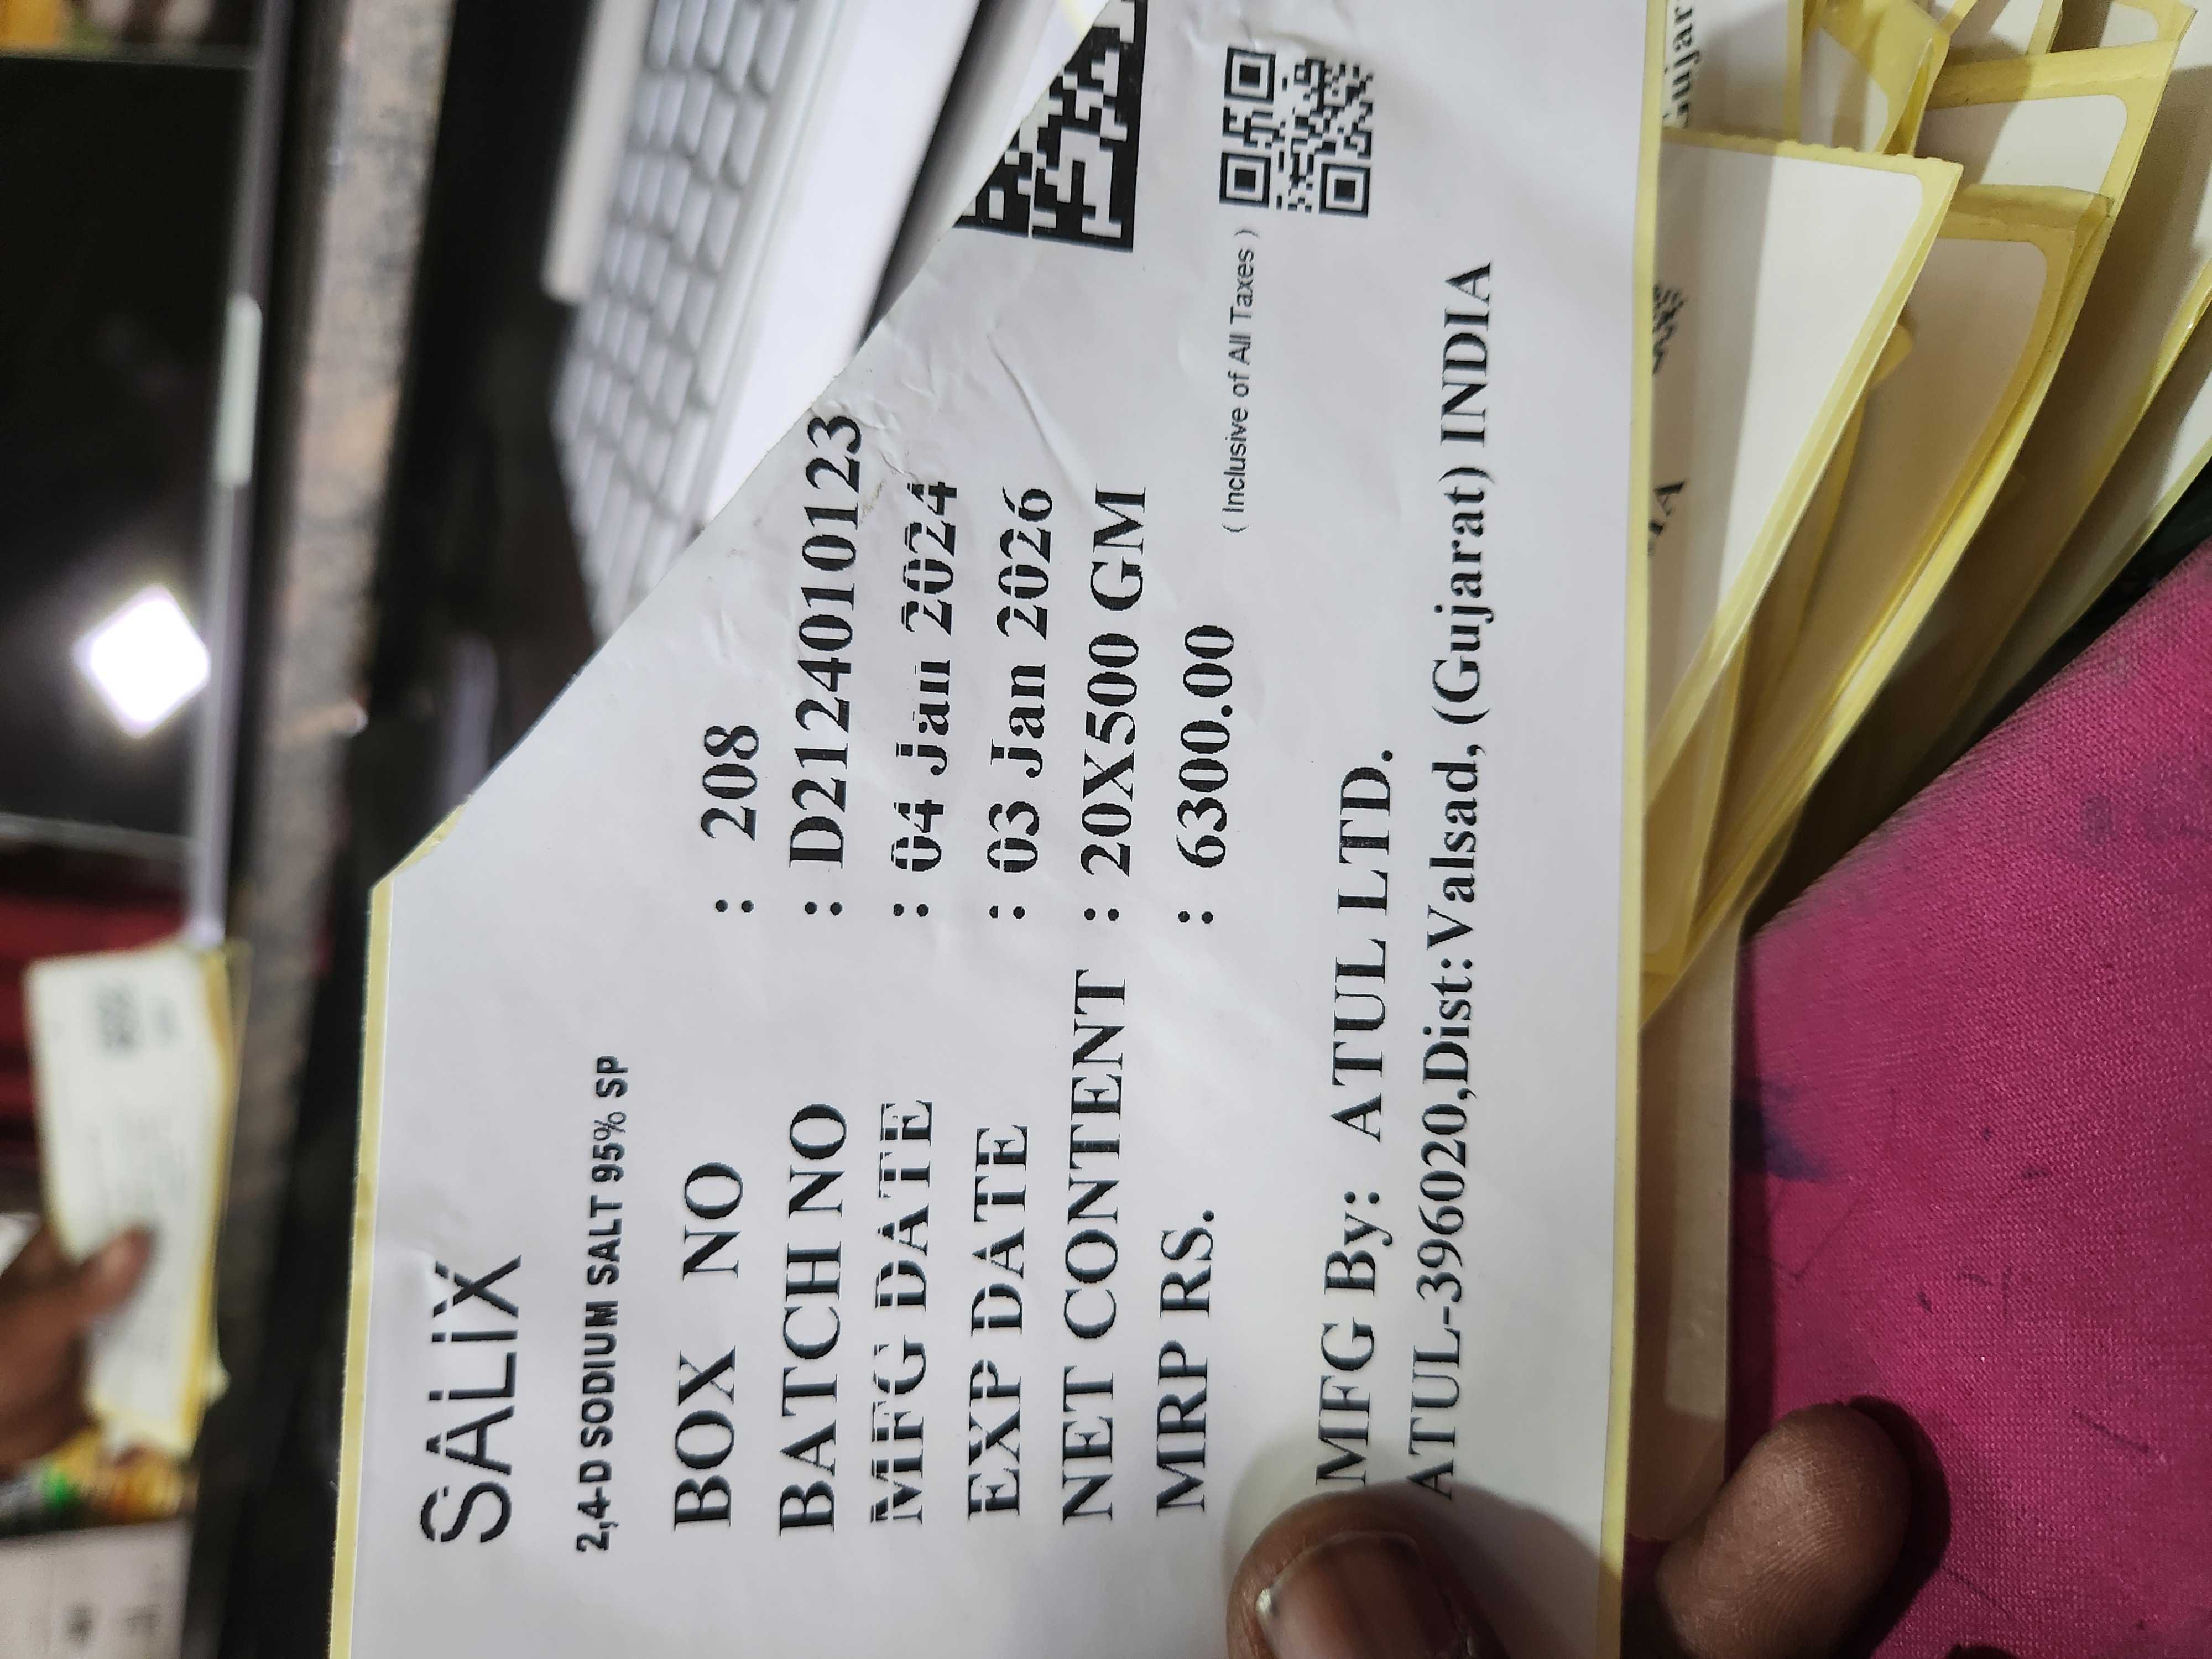 SALIX
2,4-D SODIUM SALT 95% SP
BOX NO : 208
BATCH NO : D2124010123
MFG DATE : 04 Jan 2024
EXP DATE : 03 Jan 2026
NET CONTENT : 20X500 GM
MRP RS. : 6300.00
( Inclusive of All Taxes )
MFG By: ATUL LTD.
ATUL-396020,Dist:Valsad, (Gujarat) INDIA
Gujar